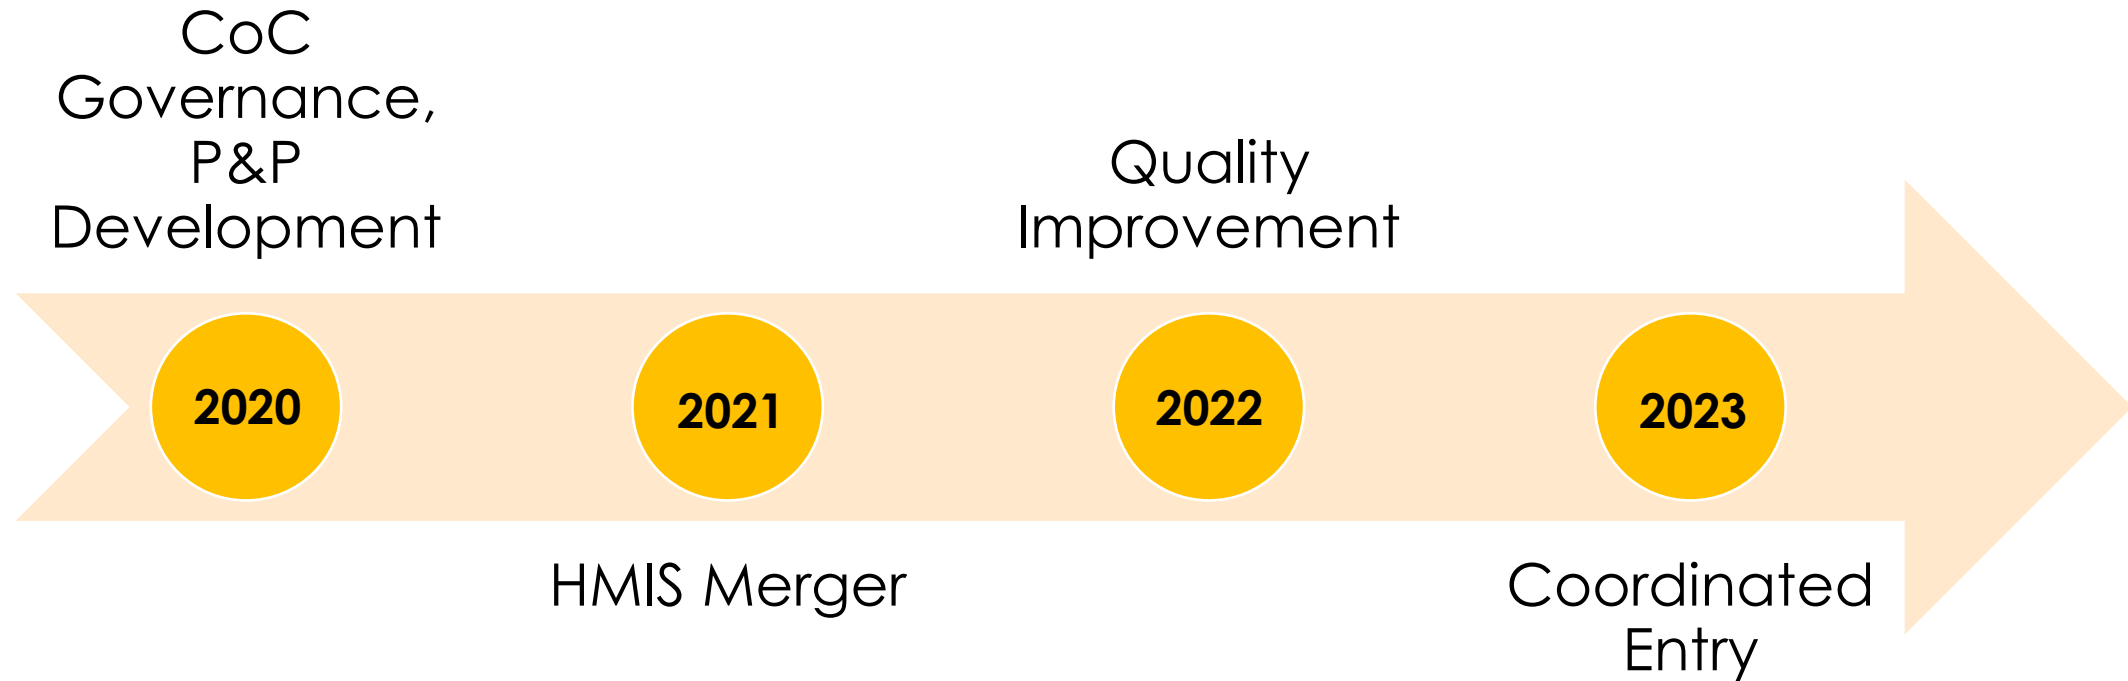 CoC
Governance,
P&P
Development
2020
2021
HMIS Merger
Quality
Improvement
2022
2023
Coordinated
Entry